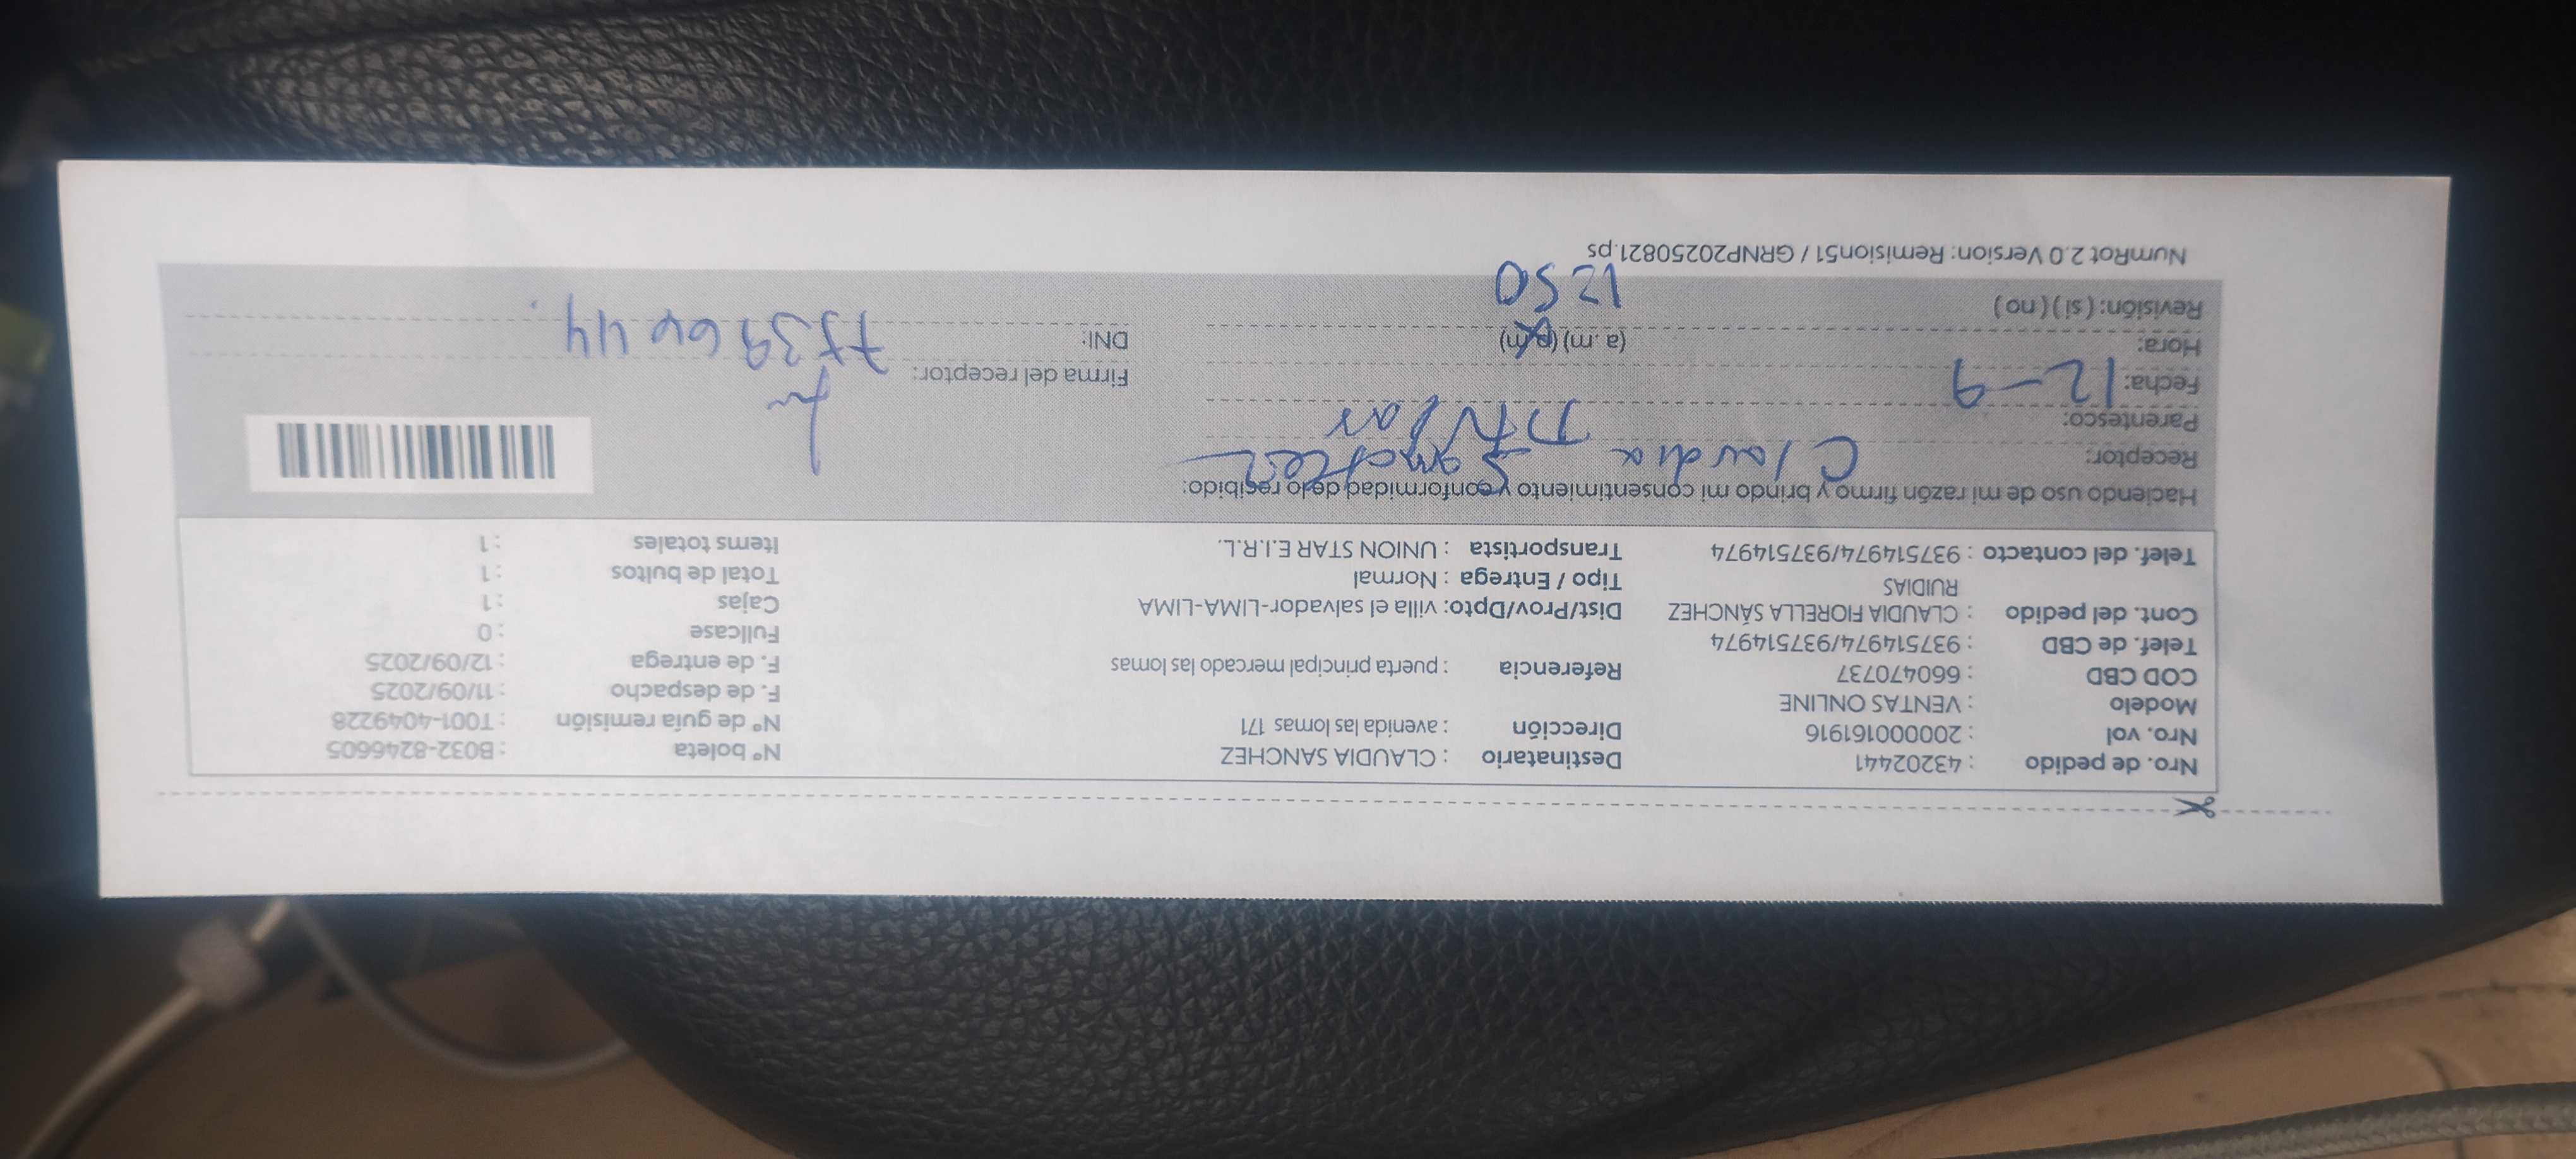 Nro. de pedido : 43202441
Nro. vol : 20000161916
Modelo : VENTAS ONLINE
COD CBD : 660470737
Telef. de CBD : 937514974/937514974
Cont. del pedido : CLAUDIA FIORELLA SÁNCHEZ
RUIDIAS
Telef. del contacto : 937514974/937514974
Destinatario : CLAUDIA SANCHEZ
Dirección : avenida las lomas 171
Referencia : puerta principal mercado las lomas
Dist/Prov/Dpto: villa el salvador-LIMA-LIMA
Tipo / Entrega : Normal
Transportista : UNION STAR E.I.R.L.
N° boleta : B032-8246605
N° de guía remisión : T001-4049228
F. de despacho : 11/09/2025
F. de entrega : 12/09/2025
Fullcase : 0
Cajas : 1
Total de bultos : 1
Items totales : 1
Haciendo uso de mi razón firmo y brindo mi consentimiento y conformidad de lo recibido:
Receptor: Claudia Sanchez
Parentesco:
Fecha: 12-9
Hora: (a. m) (p. m)
1250
Revisión: ( si ) ( no )
Firma del receptor:
DNI:
NumRot 2.0 Version: Remision51 / GRNP20250821.ps